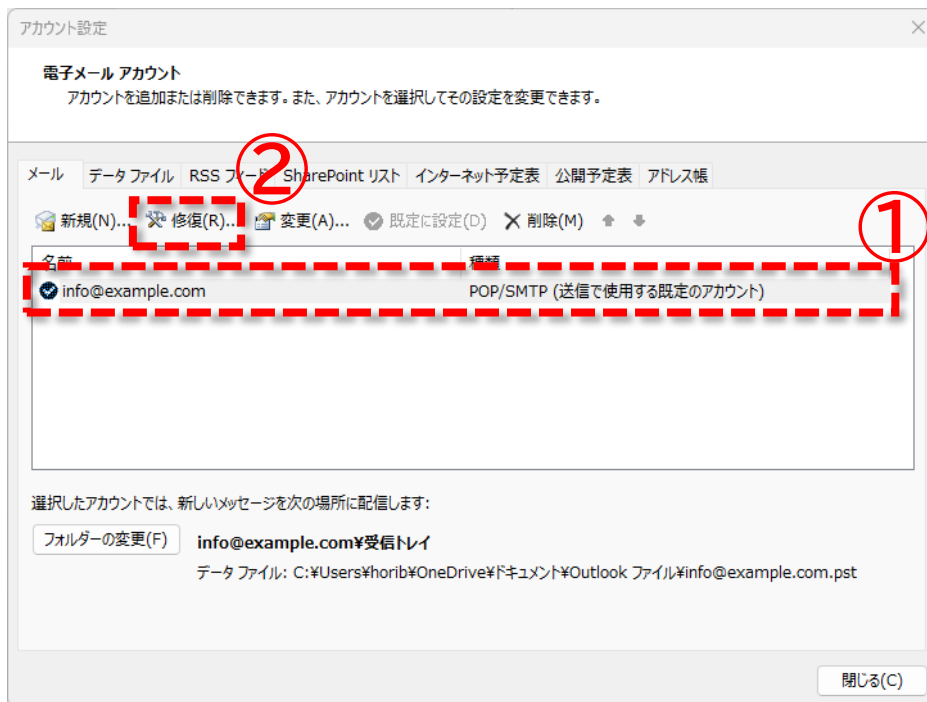 アカウント設定
電子メール アカウント
アカウントを追加または削除できます。また、アカウントを選択してその設定を変更できます。
②
メール データ ファイル RSS フィード SharePoint リスト インターネット予定表 公開予定表 アドレス帳
①
新規(N)... 修復(R)... 変更(A)... 既定に設定(D) 削除(M)
名前 種類
info@example.com POP/SMTP (送信で使用する既定のアカウント)
選択したアカウントでは、新しいメッセージを次の場所に配信します:
フォルダーの変更(F) info@example.com¥受信トレイ
データ ファイル: C:¥Users¥horib¥OneDrive¥ドキュメント¥Outlook ファイル¥info@example.com.pst
閉じる(C)